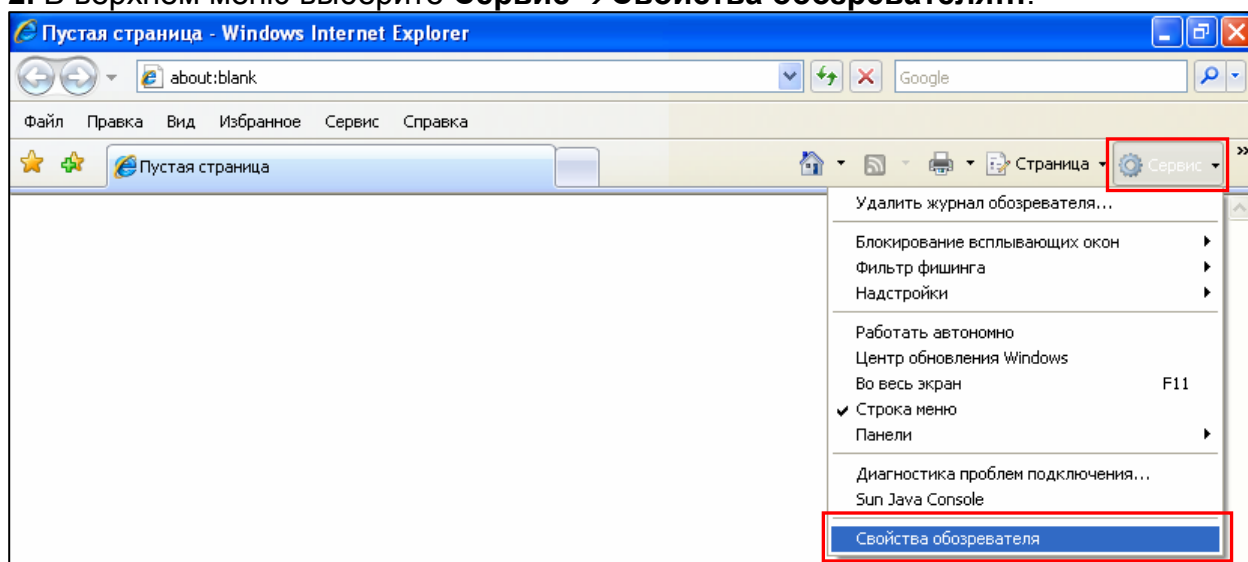 2. В верхнем меню выберите Сервис → Свойства обозревателя….
Пустая страница - Windows Internet Explorer
about:blank
Google
Файл Правка Вид Избранное Сервис Справка
Пустая страница
Страница
Сервис
»
Удалить журнал обозревателя...
Блокирование всплывающих окон
Фильтр фишинга
Надстройки
Работать автономно
Центр обновления Windows
Во весь экран F11
Строка меню
Панели
Диагностика проблем подключения...
Sun Java Console
Свойства обозревателя